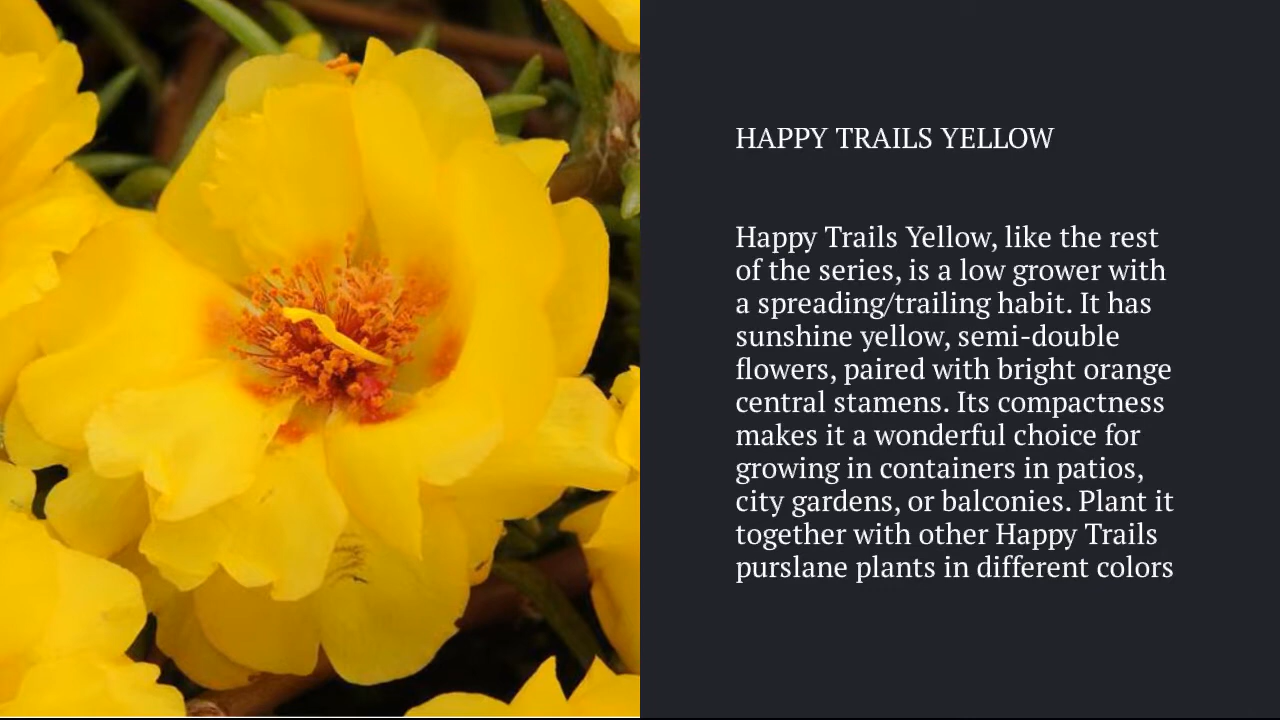 HAPPY TRAILS YELLOW
Happy Trails Yellow, like the rest
of the series, is a low grower with
a spreading/trailing habit. It has
sunshine yellow, semi-double
flowers, paired with bright orange
central stamens. Its compactness
makes it a wonderful choice for
growing in containers in patios,
city gardens, or balconies. Plant it
together with other Happy Trails
purslane plants in different colors